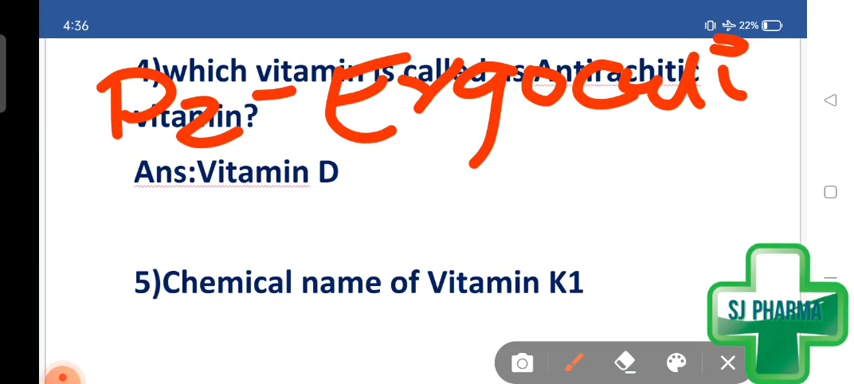 4:36
22%
4)which vitamin is called as Antirachitic
vitamin?
D2 - Ergocal
Ans:Vitamin D
5)Chemical name of Vitamin K1
SJ PHARMA